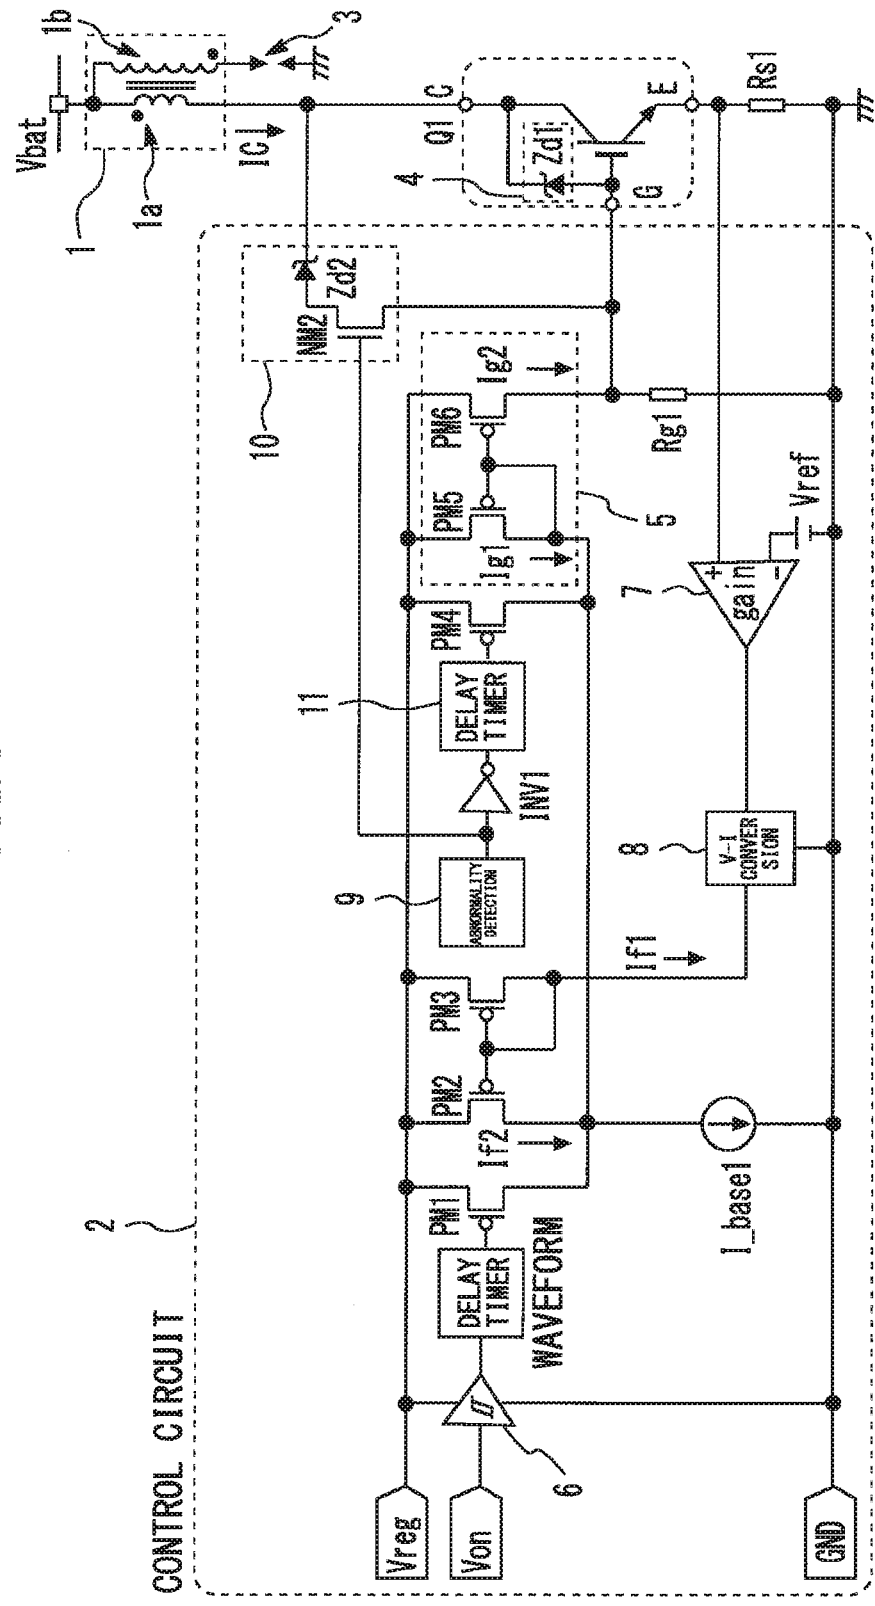 CONTROL CIRCUIT
2
Vreg
Von
GND
6
DELAY
TIMER
WAVEFORM
PM1
If2
PM2
PM3
If1
I_base1
9
ABNORMALITY
DETECTION
INV1
11
DELAY
TIMER
PM4
8
V-I
CONVER
SION
7
gain
+
-
Vref
Ig1
PM5
PM6
Ig2
5
Rg1
10
NM2
Zd2
1
1a
1b
Vbat
3
IC
4
Q1
C
Zd1
G
E
Rs1